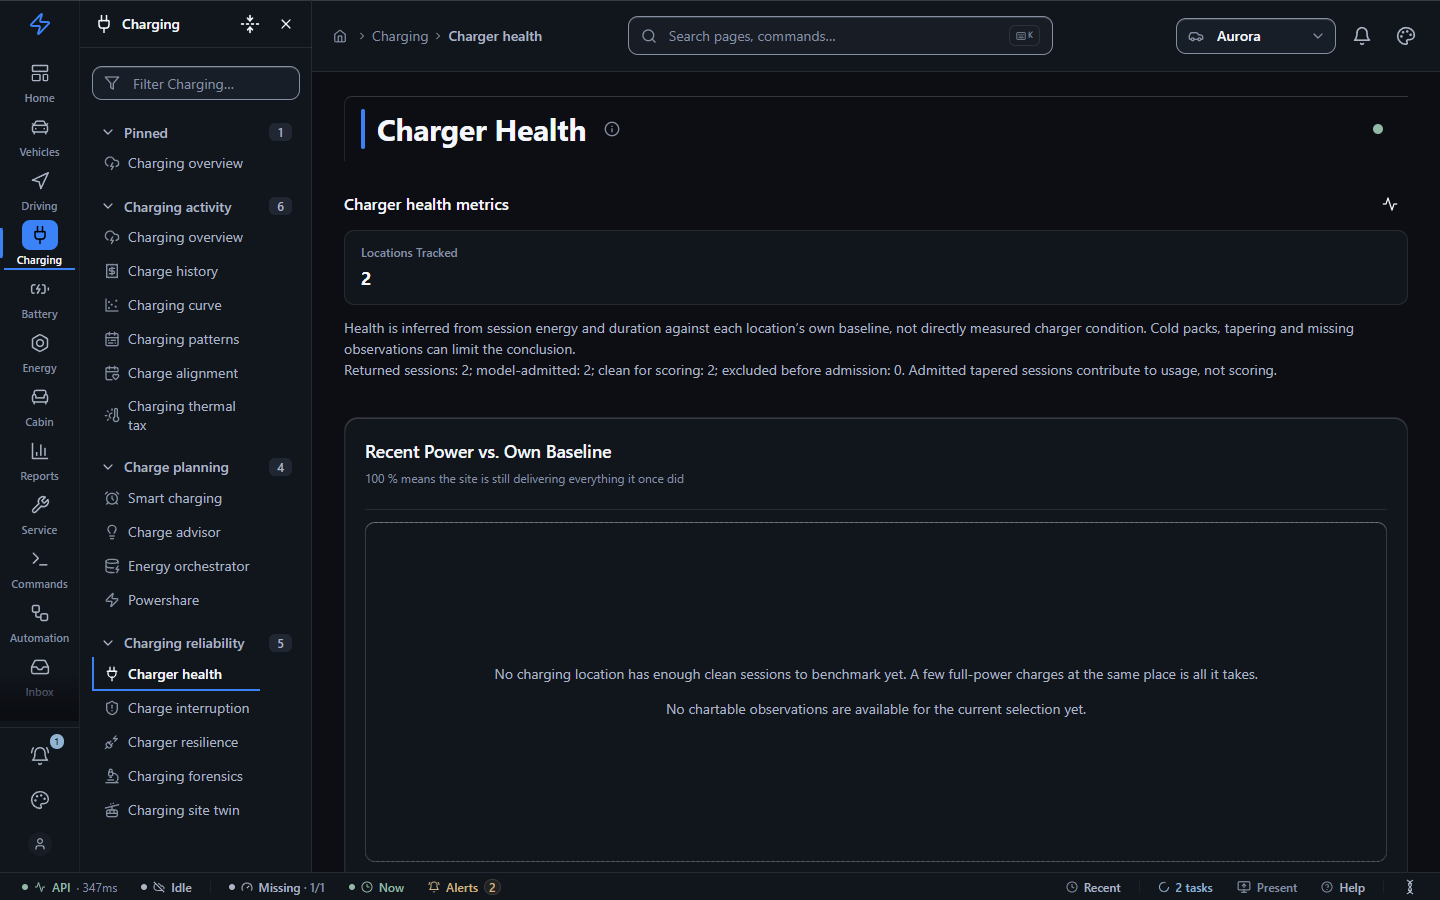 Charging
Charging
Charger health
Search pages, commands...
K
Aurora
Home
Vehicles
Driving
Charging
Battery
Energy
Cabin
Reports
Service
Commands
Automation
Inbox
1
Filter Charging...
Pinned
1
Charging overview
Charging activity
6
Charging overview
Charge history
Charging curve
Charging patterns
Charge alignment
Charging thermal
tax
Charge planning
4
Smart charging
Charge advisor
Energy orchestrator
Powershare
Charging reliability
5
Charger health
Charge interruption
Charger resilience
Charging forensics
Charging site twin
Charger Health
Charger health metrics
Locations Tracked
2
Health is inferred from session energy and duration against each location's own baseline, not directly measured charger condition. Cold packs, tapering and missing
observations can limit the conclusion.
Returned sessions: 2; model-admitted: 2; clean for scoring: 2; excluded before admission: 0. Admitted tapered sessions contribute to usage, not scoring.
Recent Power vs. Own Baseline
100 % means the site is still delivering everything it once did
No charging location has enough clean sessions to benchmark yet. A few full-power charges at the same place is all it takes.
No chartable observations are available for the current selection yet.
API · 347ms
Idle
Missing · 1/1
Now
Alerts 2
Recent
2 tasks
Present
Help